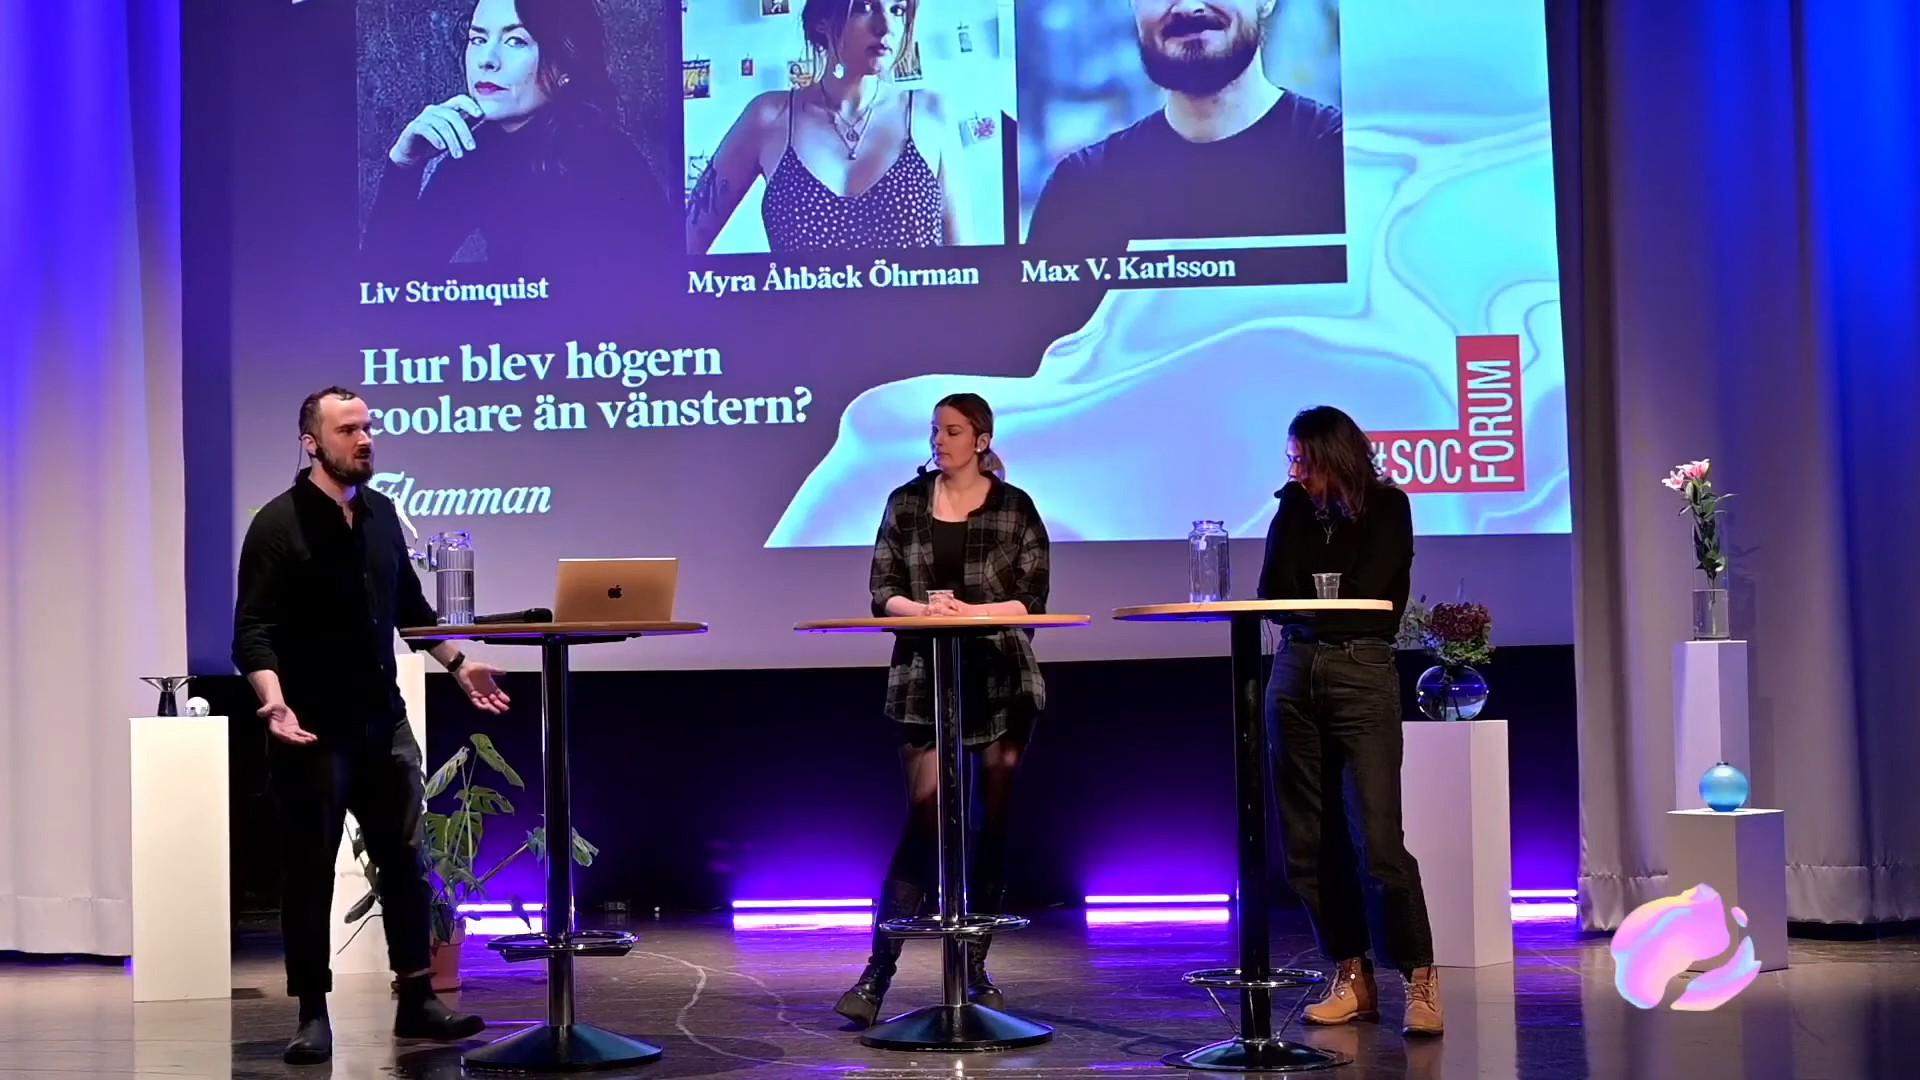 Liv Strömquist
Myra Åhbäck Öhrman
Max V. Karlsson
Hur blev högern
coolare än vänstern?
Flamman
#SOC
FORUM